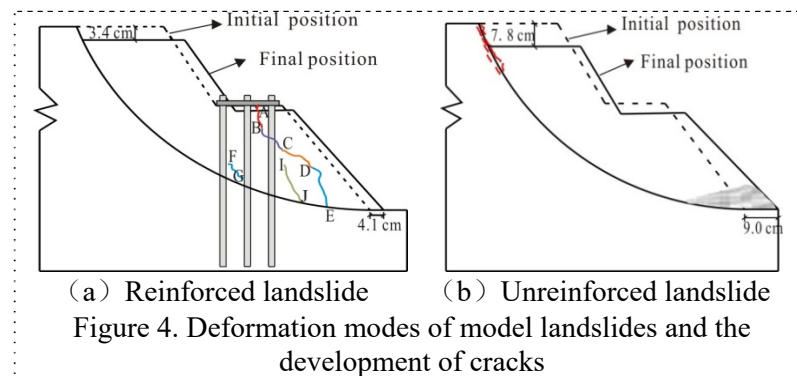 3.4 cm
Initial position
Final position
A
B
C
D
E
F
G
I
J
4.1 cm
7.8 cm
Initial position
Final position
9.0 cm
（a）Reinforced landslide
（b）Unreinforced landslide
Figure 4. Deformation modes of model landslides and the
development of cracks